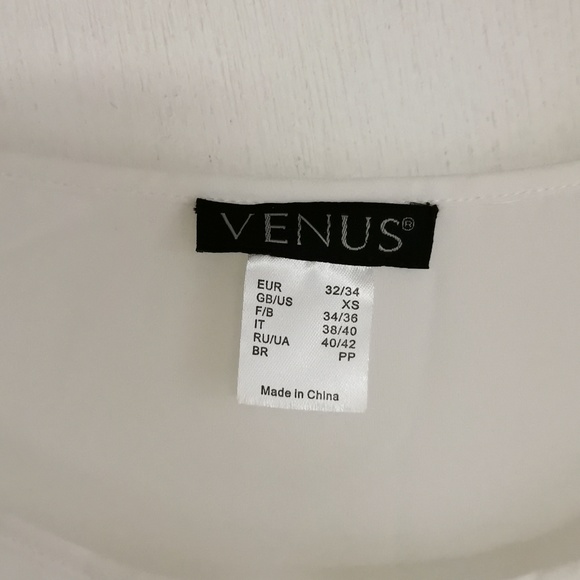 VENUS®
EUR 32/34
GB/US XS
F/B 34/36
IT 38/40
RU/UA 40/42
BR PP
Made in China